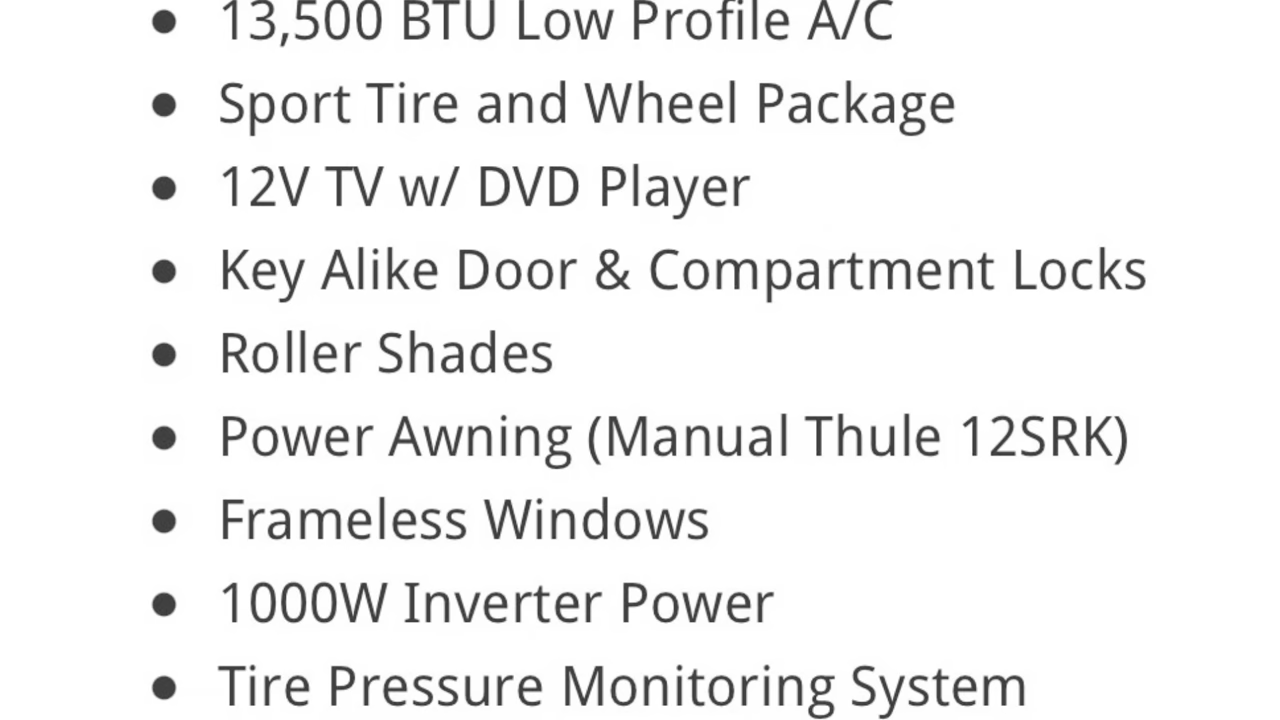 ● 13,500 BTU Low Profile A/C
● Sport Tire and Wheel Package
● 12V TV w/ DVD Player
● Key Alike Door & Compartment Locks
● Roller Shades
● Power Awning (Manual Thule 12SRK)
● Frameless Windows
● 1000W Inverter Power
● Tire Pressure Monitoring System